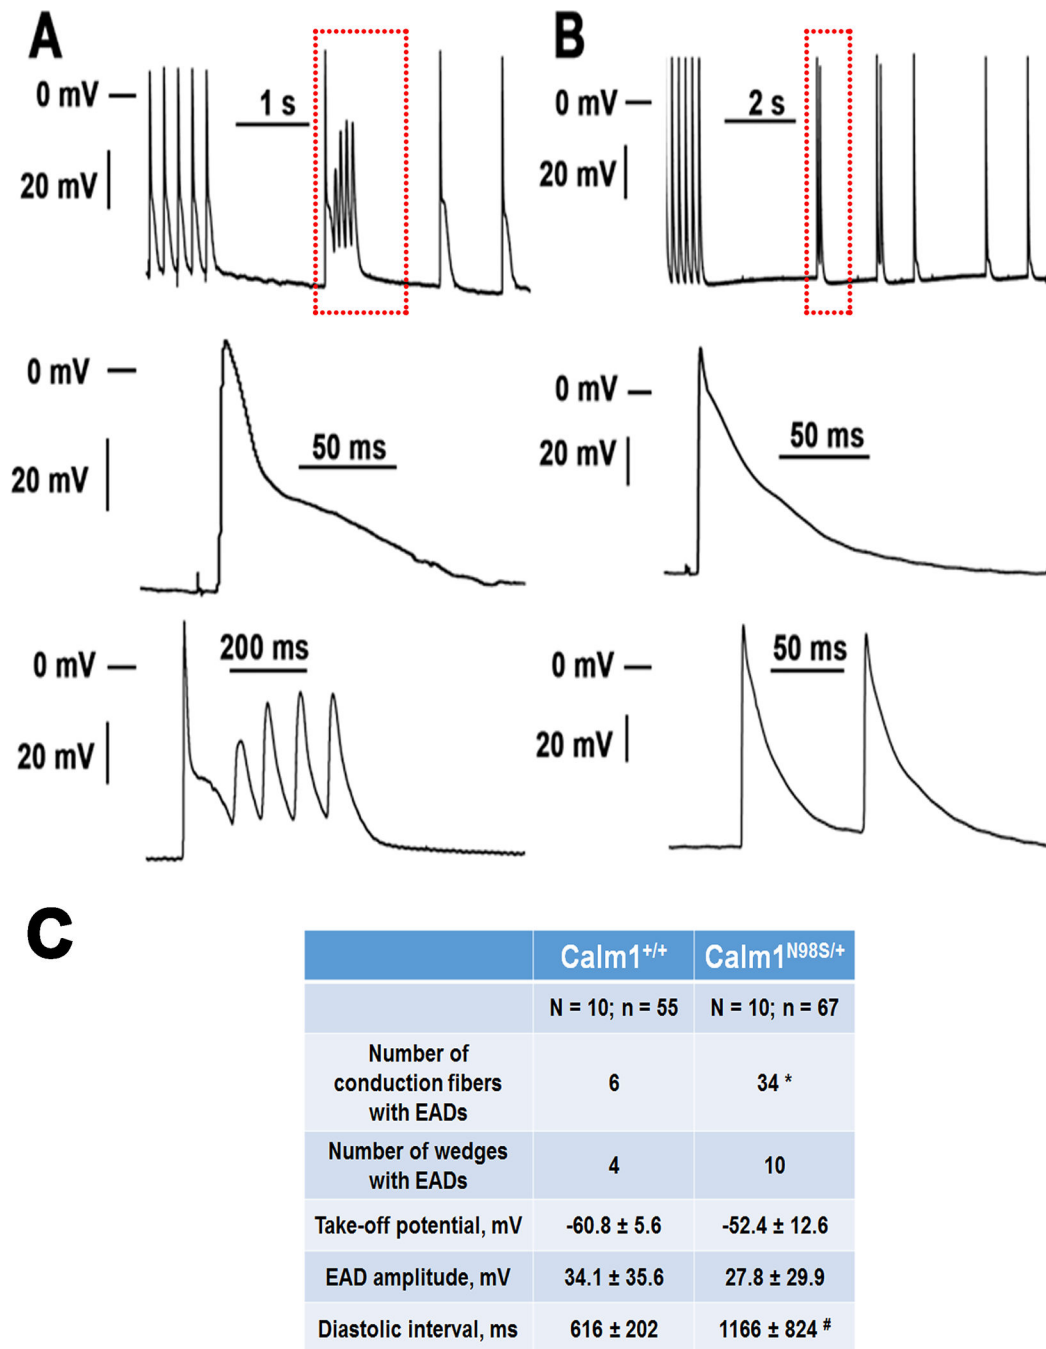 A
B
0 mV
1 s
20 mV
0 mV
2 s
20 mV
0 mV
50 ms
20 mV
0 mV
50 ms
20 mV
0 mV
200 ms
20 mV
0 mV
50 ms
20 mV
C
Calm1+/+ Calm1N98S/+
N = 10; n = 55 N = 10; n = 67
Number of
conduction fibers
with EADs
6 34 *
Number of wedges
with EADs
4 10
Take-off potential, mV -60.8 ± 5.6 -52.4 ± 12.6
EAD amplitude, mV 34.1 ± 35.6 27.8 ± 29.9
Diastolic interval, ms 616 ± 202 1166 ± 824 #